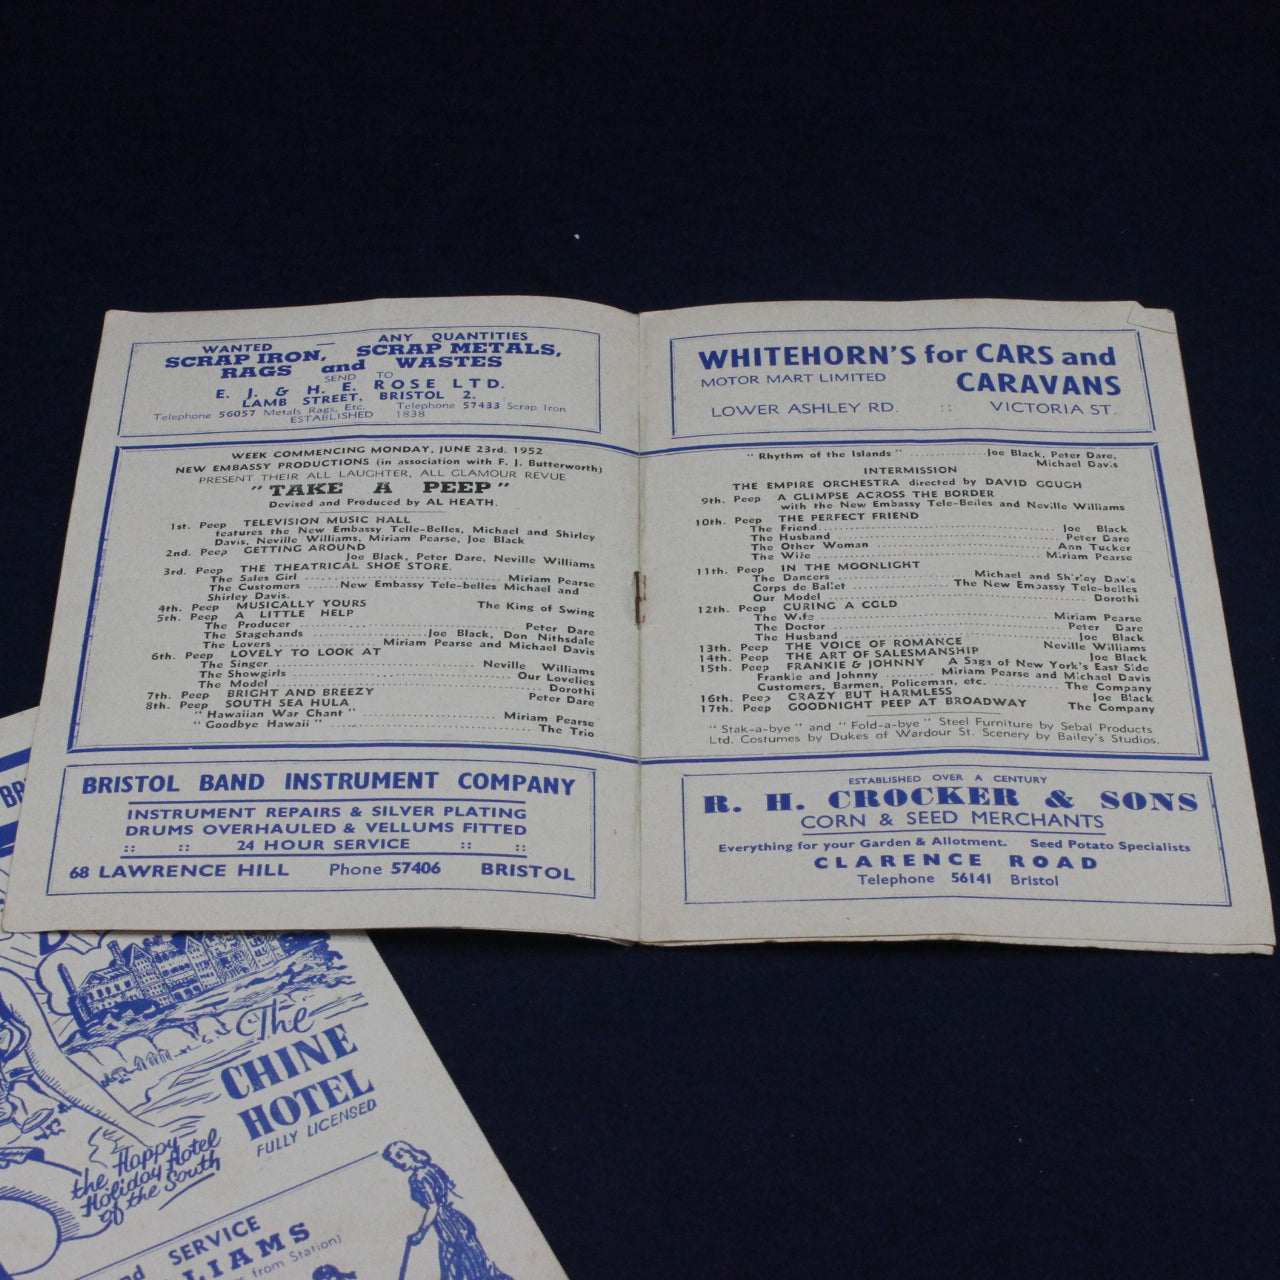 WANTED — ANY QUANTITIES
SCRAP IRON, SCRAP METALS,
RAGS and WASTES
SEND TO
E. J. & H. E. ROSE LTD.
LAMB STREET, BRISTOL 2.
Telephone 56057 Metals Rags, Etc. Telephone 57433 Scrap Iron
ESTABLISHED 1838
WEEK COMMENCING MONDAY, JUNE 23rd. 1952
NEW EMBASSY PRODUCTIONS (in association with F. J. Butterworth)
PRESENT THEIR ALL LAUGHTER, ALL GLAMOUR REVUE
" TAKE A PEEP "
Devised and Produced by AL HEATH.
1st. Peep TELEVISION MUSIC HALL
features the New Embassy Telle-Belles, Michael and Shirley
Davis, Neville Williams, Miriam Pearse, Joe Black
2nd. Peep GETTING AROUND
Joe Black, Peter Dare, Neville Williams
3rd. Peep THE THEATRICAL SHOE STORE.
The Sales Girl ........ Miriam Pearse
The Customers ........ New Embassy Tele-belles Michael and
Shirley Davis.
4th. Peep MUSICALLY YOURS The King of Swing
5th. Peep A LITTLE HELP
The Producer ........ Peter Dare
The Stagehands ........ Joe Black, Don Nithsdale
The Lovers ........ Miriam Pearse and Michael Davis
6th. Peep LOVELY TO LOOK AT
The Singer ........ Neville Williams
The Showgirls ........ Our Lovelies
The Model ........ Dorothi
7th. Peep BRIGHT AND BREEZY Peter Dare
8th. Peep SOUTH SEA HULA
" Hawaiian War Chant " ........ Miriam Pearse
" Goodbye Hawaii " ........ The Trio
BRISTOL BAND INSTRUMENT COMPANY
INSTRUMENT REPAIRS & SILVER PLATING
DRUMS OVERHAULED & VELLUMS FITTED
:: :: 24 HOUR SERVICE :: ::
68 LAWRENCE HILL Phone 57406 BRISTOL
WHITEHORN'S for CARS and
MOTOR MART LIMITED CARAVANS
LOWER ASHLEY RD. :: VICTORIA ST.
" Rhythm of the Islands " ........ Joe Black, Peter Dare,
Michael Davis
INTERMISSION
THE EMPIRE ORCHESTRA directed by DAVID GOUGH
9th. Peep A GLIMPSE ACROSS THE BORDER
with the New Embassy Tele-Belles and Neville Williams
10th. Peep THE PERFECT FRIEND
The Friend ........ Joe Black
The Husband ........ Peter Dare
The Other Woman ........ Ann Tucker
The Wife ........ Miriam Pearse
11th. Peep IN THE MOONLIGHT
The Dancers ........ Michael and Shirley Davis
Corps de Ballet ........ The New Embassy Tele-belles
Our Model ........ Dorothi
12th. Peep CURING A COLD
The Wife ........ Miriam Pearse
The Doctor ........ Peter Dare
The Husband ........ Joe Black
13th. Peep THE VOICE OF ROMANCE Neville Williams
14th. Peep THE ART OF SALESMANSHIP Joe Black
15th. Peep FRANKIE & JOHNNY A Saga of New York's East Side
Frankie and Johnny ........ Miriam Pearse and Michael Davis
Customers, Barmen, Policeman, etc. ........ The Company
16th. Peep CRAZY BUT HARMLESS Joe Black
17th. Peep GOODNIGHT PEEP AT BROADWAY The Company
" Stak-a-bye " and " Fold-a-bye " Steel Furniture by Sebal Products
Ltd. Costumes by Dukes of Wardour St. Scenery by Bailey's Studios.
ESTABLISHED OVER A CENTURY
R. H. CROCKER & SONS
CORN & SEED MERCHANTS
Everything for your Garden & Allotment. Seed Potato Specialists
CLARENCE ROAD
Telephone 56141 Bristol
BR
The
CHINE
HOTEL
FULLY LICENSED
the Happy
Holiday Hotel
of the South
SERVICE
LIAMS
from Station)